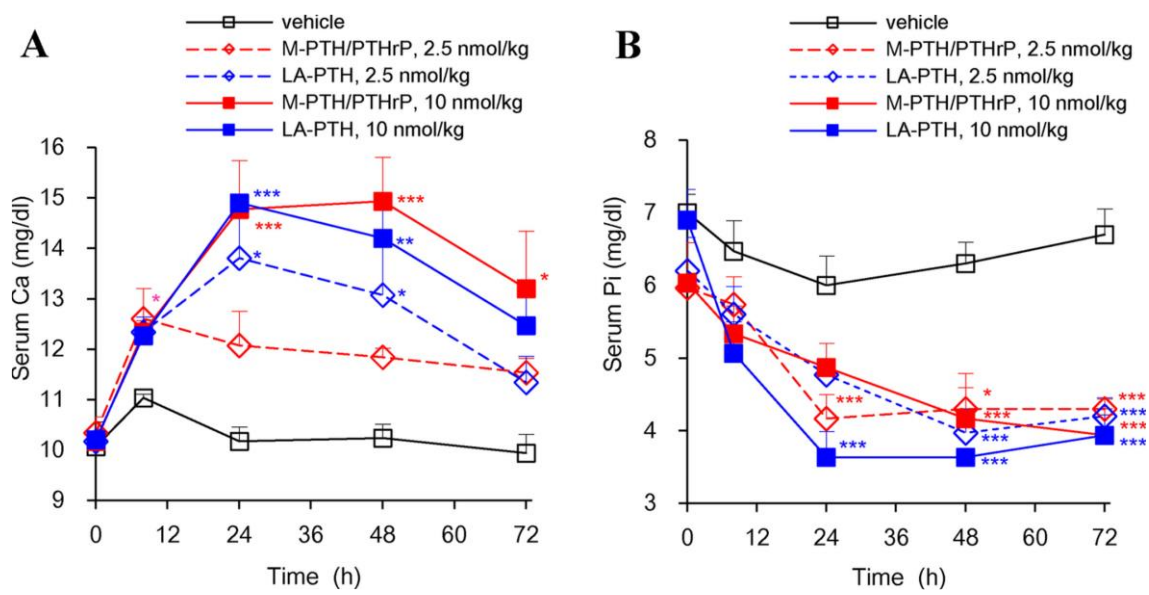 A
vehicle
M-PTH/PTHrP, 2.5 nmol/kg
LA-PTH, 2.5 nmol/kg
M-PTH/PTHrP, 10 nmol/kg
LA-PTH, 10 nmol/kg
Serum Ca (mg/dl)
16
15
14
13
12
11
10
9
***
***
***
**
*
*
*
*
0 12 24 36 48 60 72
Time (h)
B
vehicle
M-PTH/PTHrP, 2.5 nmol/kg
LA-PTH, 2.5 nmol/kg
M-PTH/PTHrP, 10 nmol/kg
LA-PTH, 10 nmol/kg
Serum Pi (mg/dl)
8
7
6
5
4
3
***
***
*
***
***
***
***
***
***
***
0 12 24 36 48 60 72
Time (h)